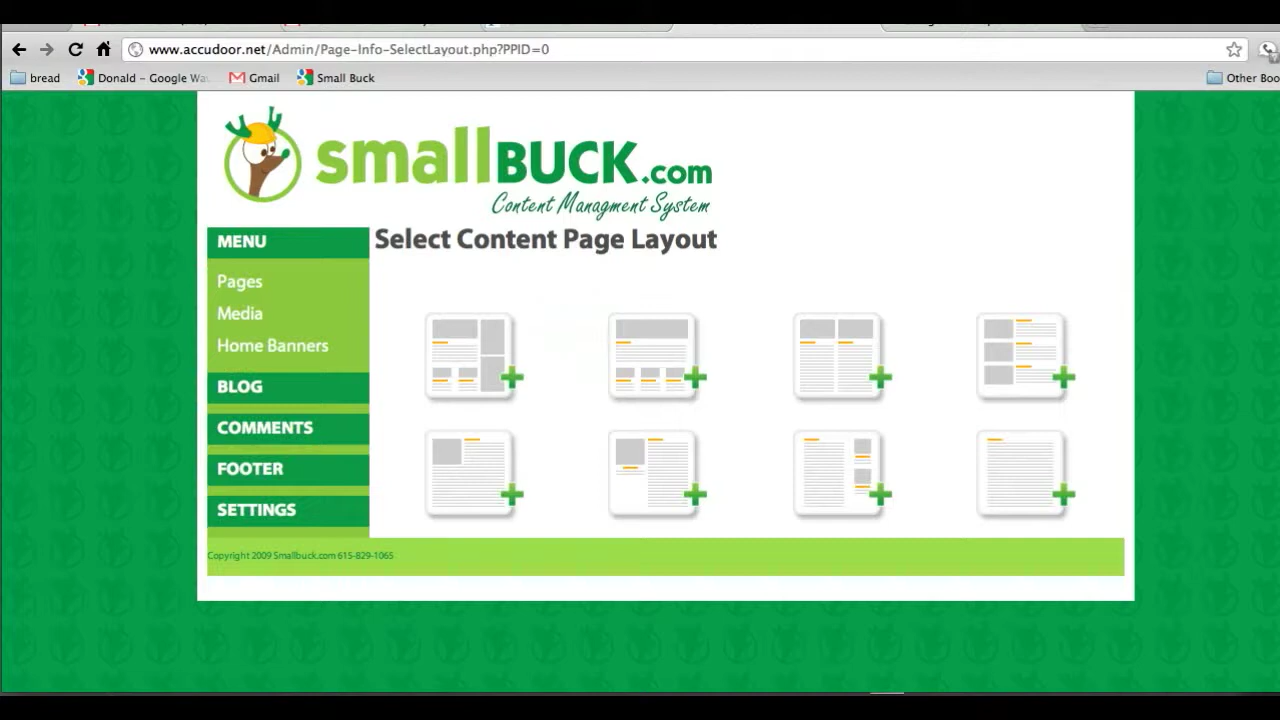 www.accudoor.net/Admin/Page-Info-SelectLayout.php?PPID=0
bread
Donald – Google
Gmail
Small Buck
Other
smallBUCK.com
Content Managment System
MENU
Select Content Page Layout
Pages
Media
Home Banners
BLOG
COMMENTS
FOOTER
SETTINGS
Copyright 2009 Smallbuck.com 615-829-1065